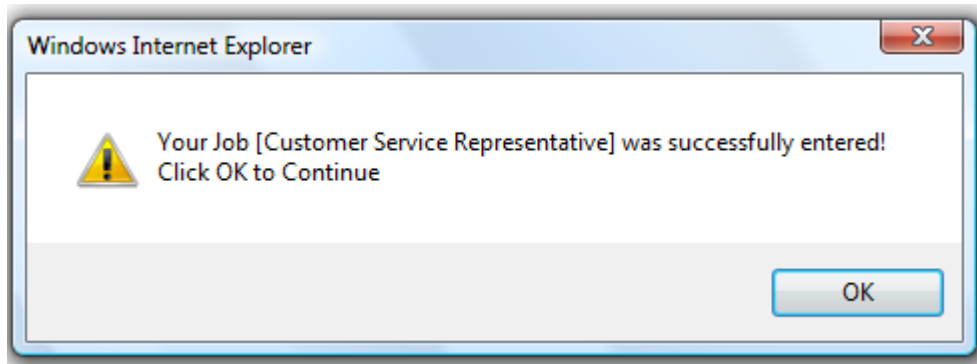 Windows Internet Explorer
Your Job [Customer Service Representative] was successfully entered!
Click OK to Continue
OK